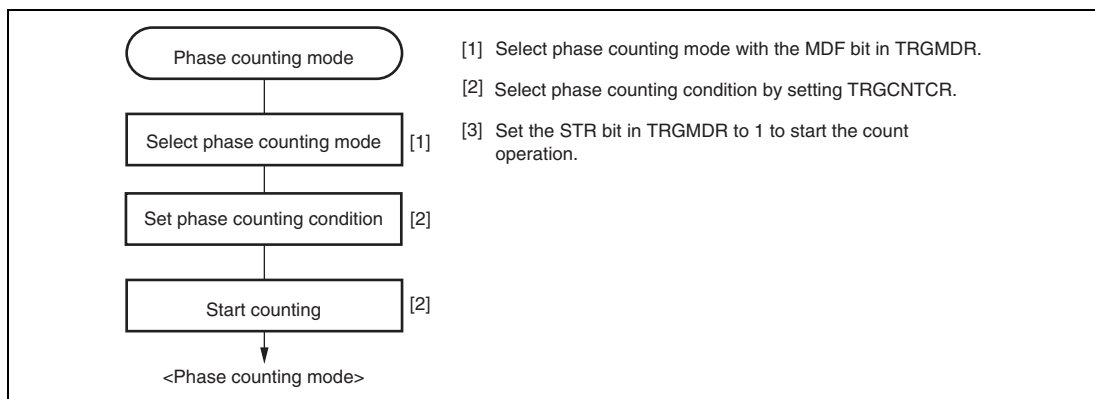 Phase counting mode
Select phase counting mode [1]
Set phase counting condition [2]
Start counting [2]
<Phase counting mode>
[1] Select phase counting mode with the MDF bit in TRGMDR.
[2] Select phase counting condition by setting TRGCNTCR.
[3] Set the STR bit in TRGMDR to 1 to start the count
operation.